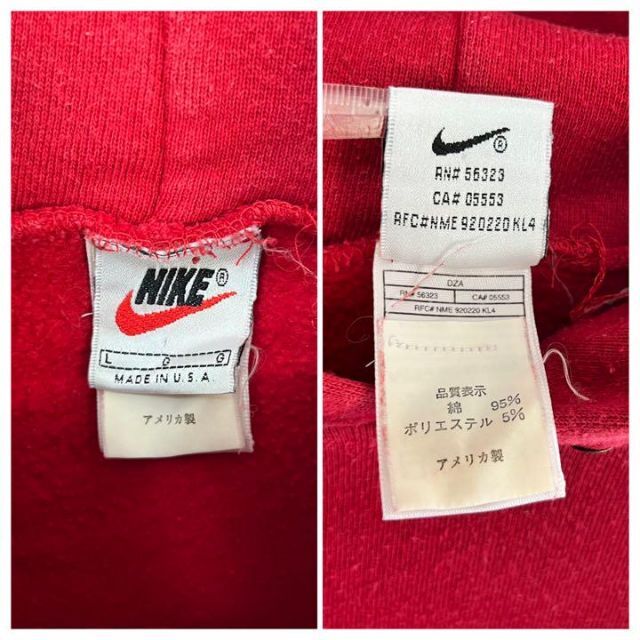 NIKE®
L G G
MADE IN U.S.A.
アメリカ製
®
RN# 56323
CA# 05553
RFC#NME 920220 KL4
DZA
RN# 56323 CA# 05553
RFC# NME 920220 KL4
品質表示
綿 95%
ポリエステル 5%
アメリカ製